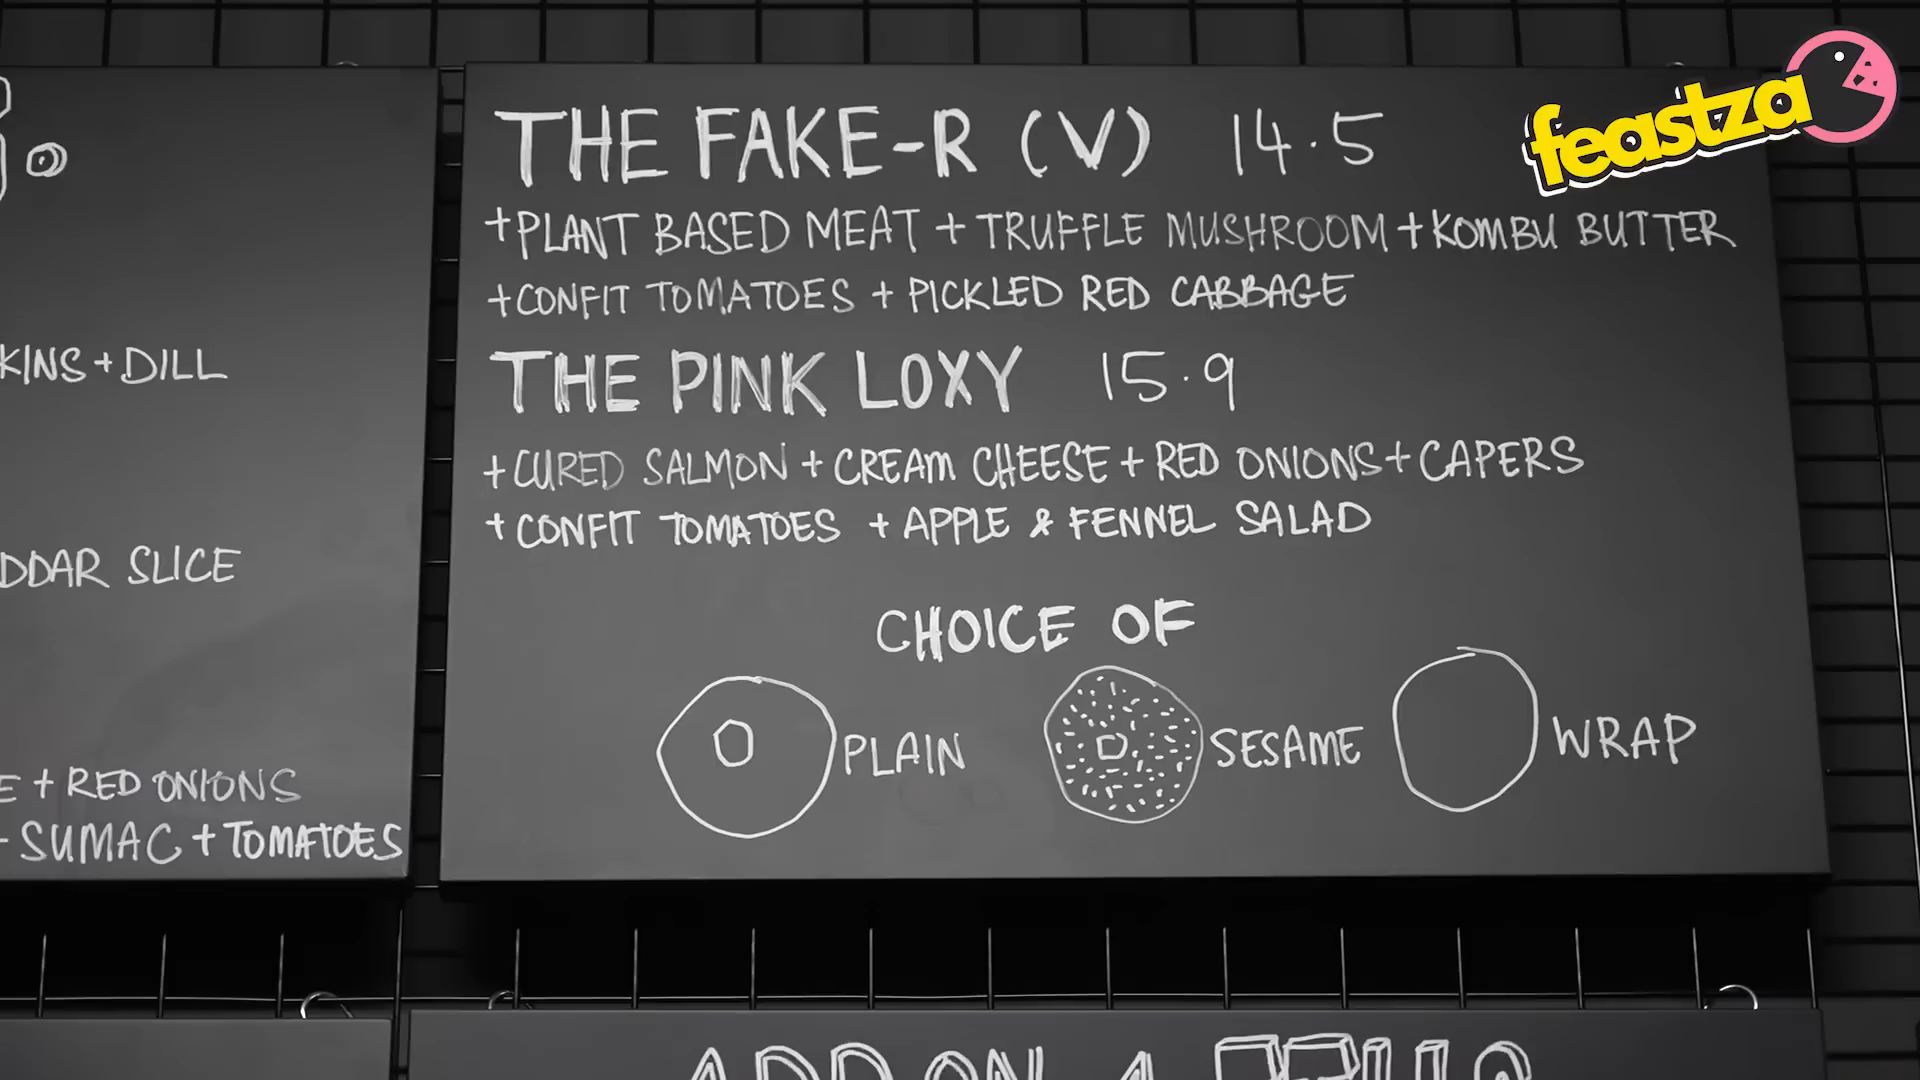 KINS + DILL
DDAR SLICE
E + RED ONIONS
- SUMAC + TOMATOES
THE FAKE-R (V) 14.5
+ PLANT BASED MEAT + TRUFFLE MUSHROOM + KOMBU BUTTER
+ CONFIT TOMATOES + PICKLED RED CABBAGE
THE PINK LOXY 15.9
+ CURED SALMON + CREAM CHEESE + RED ONIONS + CAPERS
+ CONFIT TOMATOES + APPLE & FENNEL SALAD
CHOICE OF
PLAIN SESAME WRAP
feastza
ADD ON A